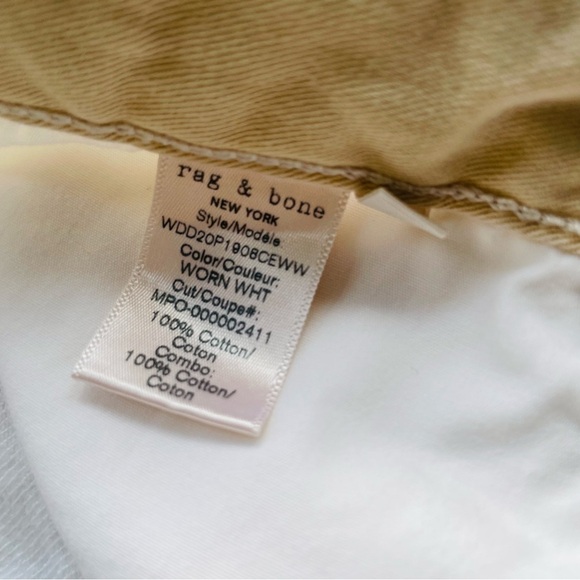 rag & bone
NEW YORK
Style/Modéle
WDD20P1908CEWW
Color/Couleur:
WORN WHT
Cut/Coupe#:
MPO-000002411
100% Cotton/
Coton
Combo:
100% Cotton/
Coton